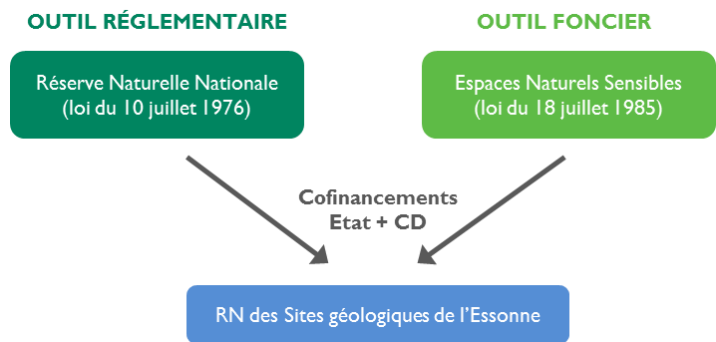 OUTIL RÉGLEMENTAIRE
Réserve Naturelle Nationale
(loi du 10 juillet 1976)
OUTIL FONCIER
Espaces Naturels Sensibles
(loi du 18 juillet 1985)
Cofinancements
Etat + CD
RN des Sites géologiques de l’Essonne